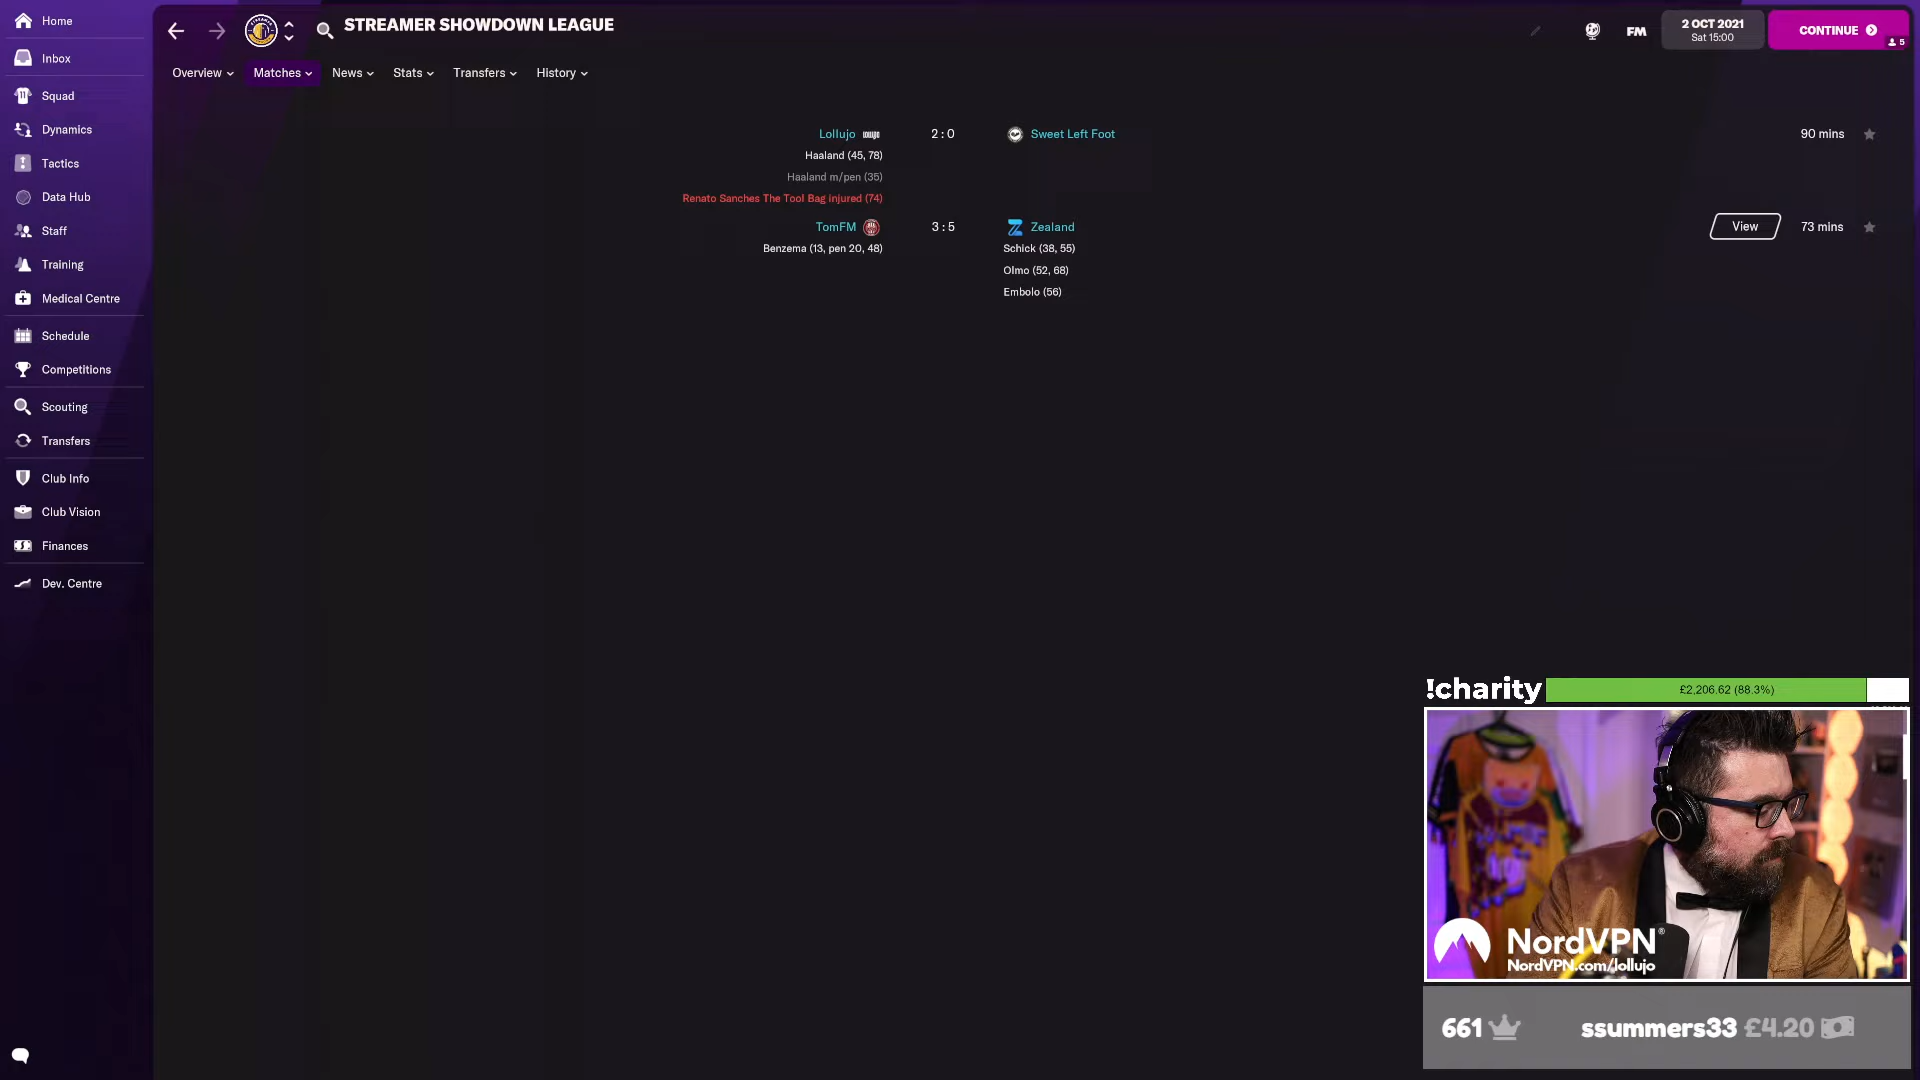 Home
STREAMER SHOWDOWN LEAGUE
FM
2 OCT 2021
Sat 15:00
CONTINUE
5
Inbox
Overview
Matches
News
Stats
Transfers
History
Squad
Dynamics
Tactics
Data Hub
Staff
Training
Medical Centre
Schedule
Competitions
Scouting
Transfers
Club Info
Club Vision
Finances
Dev. Centre
Lollujo 2 : 0 Sweet Left Foot 90 mins
Haaland (45, 78)
Haaland m/pen (35)
Renato Sanches The Tool Bag injured (74)
TomFM 3 : 5 Zealand View 73 mins
Benzema (13, pen 20, 48) Schick (38, 55)
Olmo (52, 68)
Embolo (56)
!charity £2,206.62 (88.3%)
NordVPN®
NordVPN.com/lollujo
661 ssummers33 £4.20